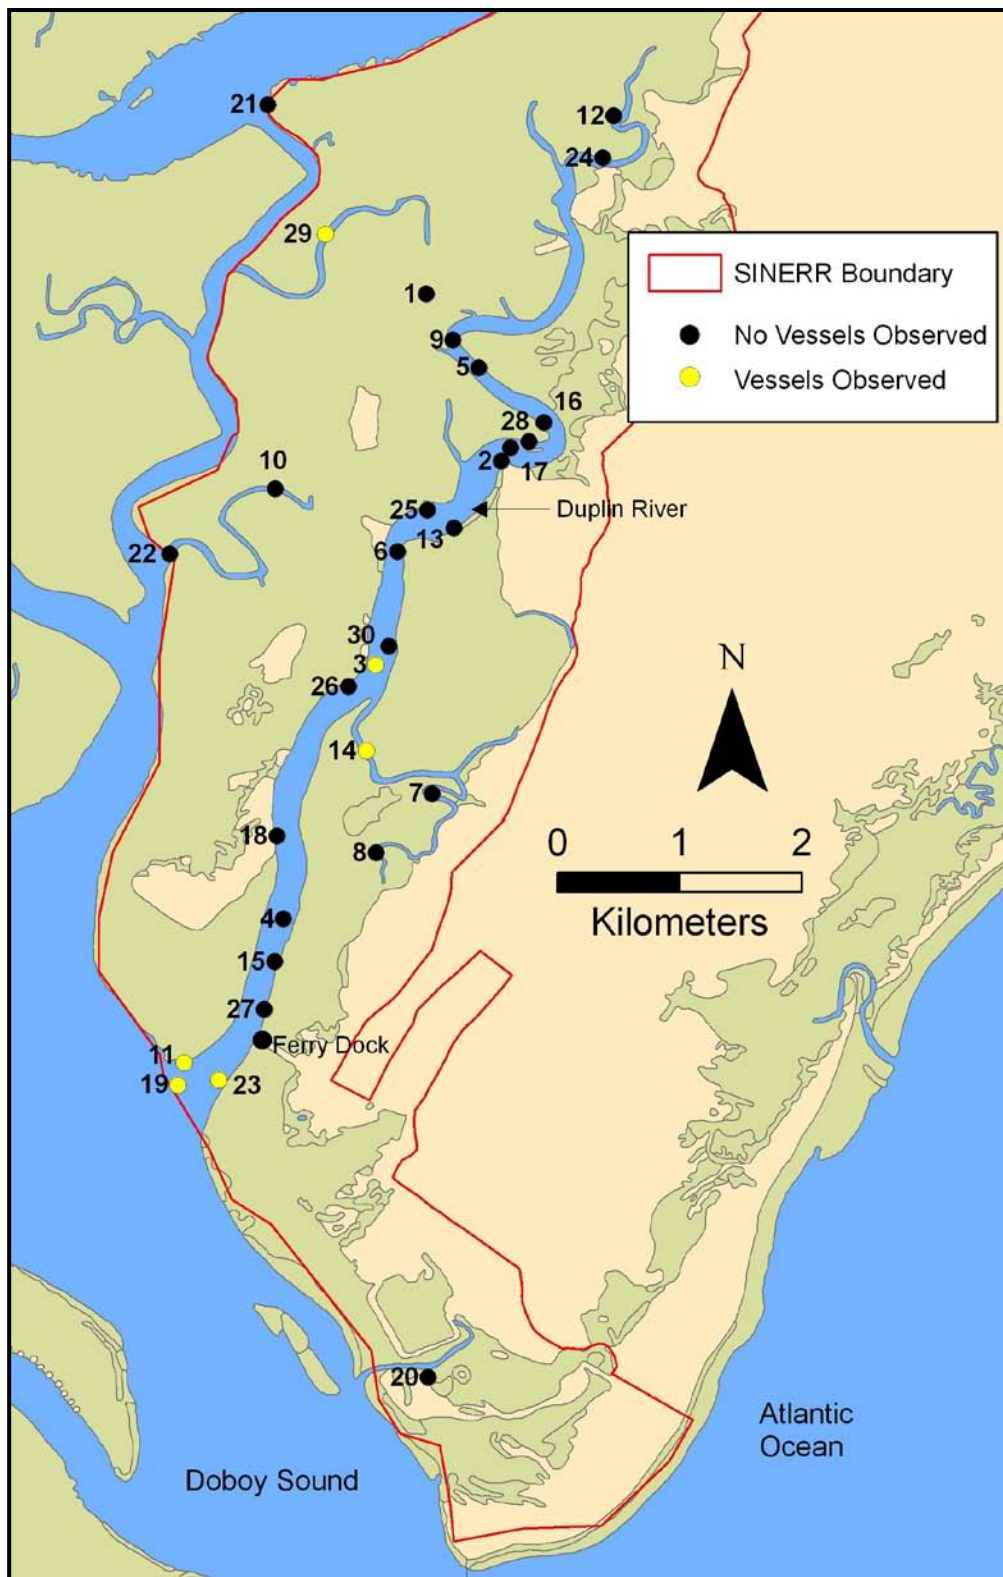 21
12
24
29
SINERR Boundary
1
No Vessels Observed
9
5
Vessels Observed
16
28
2
17
10
25
Duplin River
13
6
22
30
N
3
26
14
7
18
8
0 1 2
Kilometers
4
15
27
Ferry Dock
11
19
23
20
Atlantic
Ocean
Doboy Sound